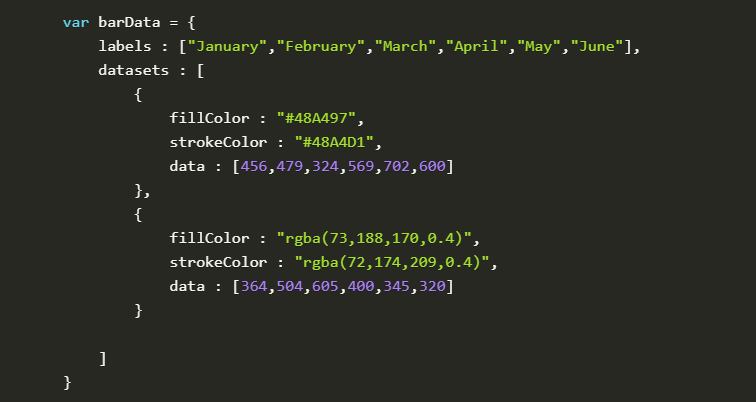 var barData = {
    labels : ["January","February","March","April","May","June"],
    datasets : [
        {
            fillColor : "#48A497",
            strokeColor : "#48A4D1",
            data : [456,479,324,569,702,600]
        },
        {
            fillColor : "rgba(73,188,170,0.4)",
            strokeColor : "rgba(72,174,209,0.4)",
            data : [364,504,605,400,345,320]
        }
    ]
}